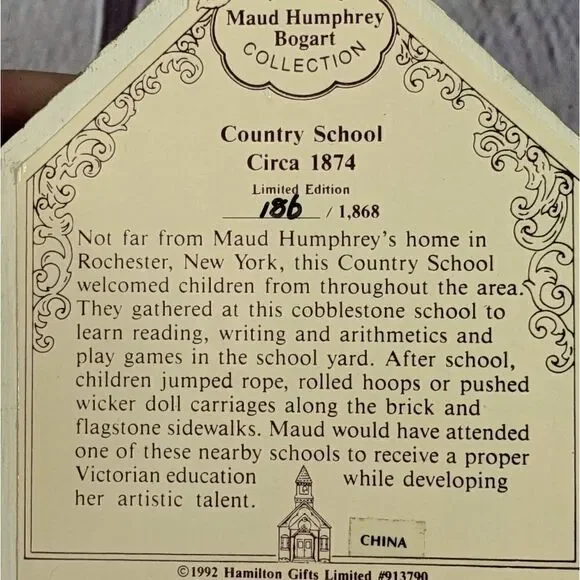 Maud Humphrey
Bogart
COLLECTION
Country School
Circa 1874
Limited Edition
186 / 1,868
Not far from Maud Humphrey's home in
Rochester, New York, this Country School
welcomed children from throughout the area.
They gathered at this cobblestone school to
learn reading, writing and arithmetics and
play games in the school yard. After school,
children jumped rope, rolled hoops or pushed
wicker doll carriages along the brick and
flagstone sidewalks. Maud would have attended
one of these nearby schools to receive a proper
Victorian education while developing
her artistic talent.
CHINA
©1992 Hamilton Gifts Limited #913790